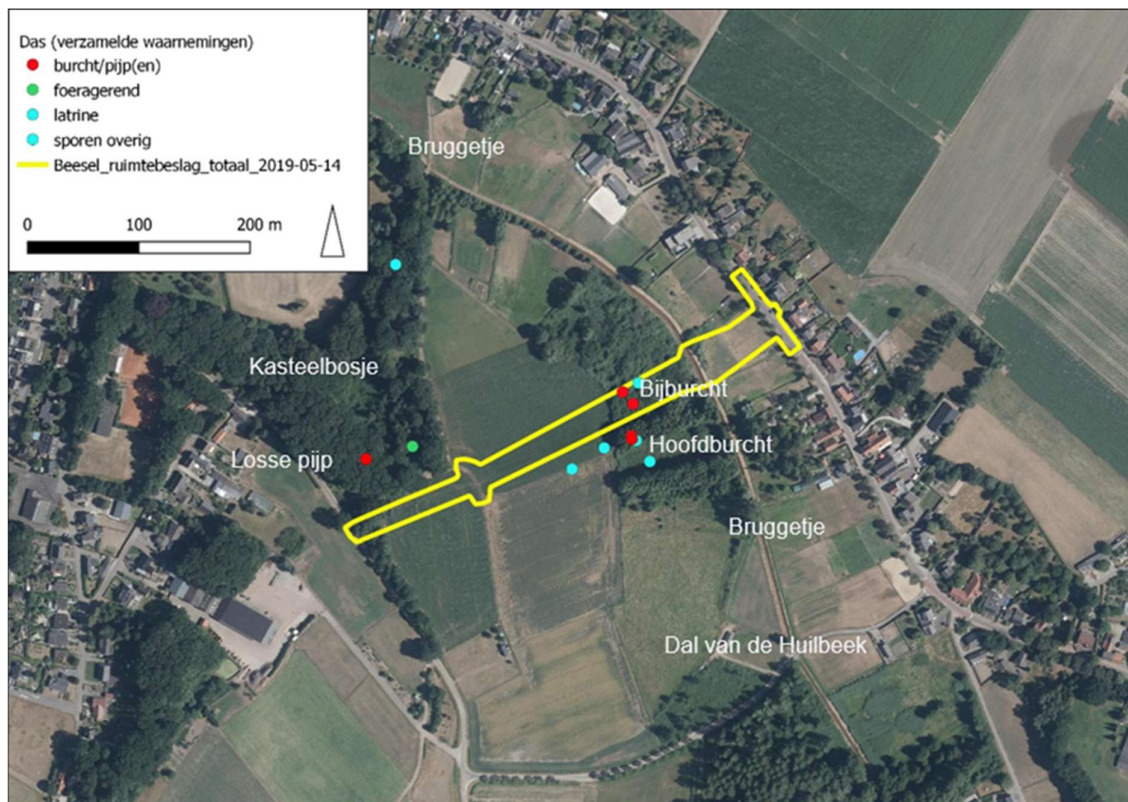 Das (verzamelde waarnemingen)
burcht/pijp(en)
foeragerend
latrine
sporen overig
Beesel_ruimtebeslag_totaal_2019-05-14
0 100 200 m
Bruggetje
Kasteelbosje
Bijburcht
Hoofdburcht
Losse pijp
Bruggetje
Dal van de Huilbeek